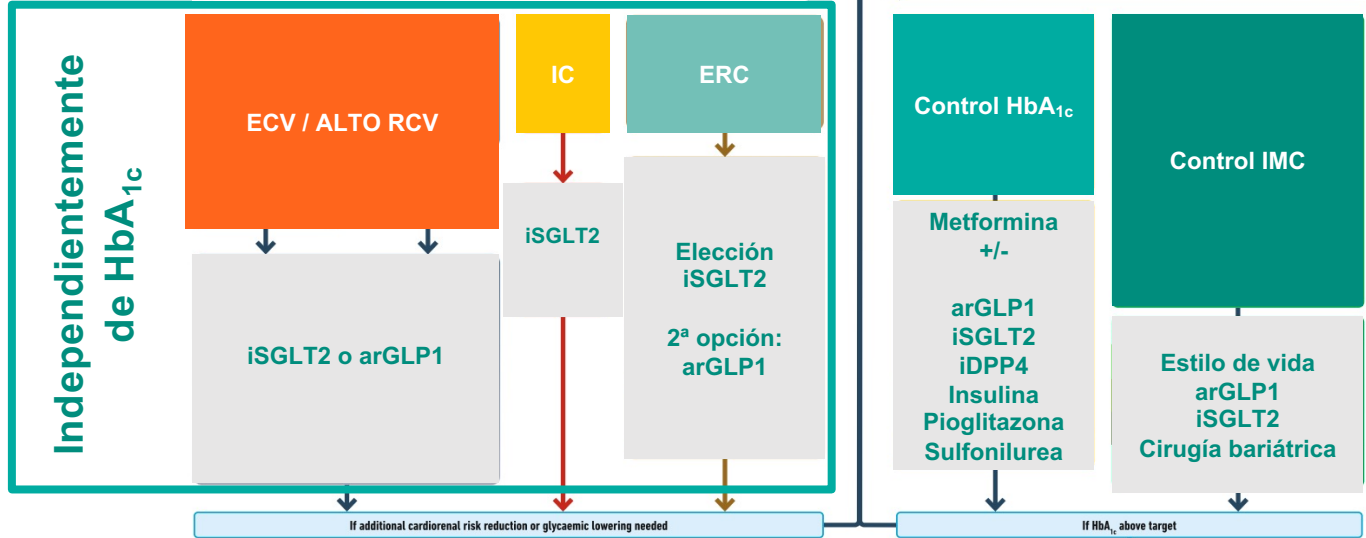 Independientemente
de HbA1c
ECV / ALTO RCV
iSGLT2 o arGLP1
IC
iSGLT2
ERC
Elección
iSGLT2
2ª opción:
arGLP1
If additional cardiorenal risk reduction or glycaemic lowering needed
Control HbA1c
Metformina
+/-
arGLP1
iSGLT2
iDPP4
Insulina
Pioglitazona
Sulfonilurea
Control IMC
Estilo de vida
arGLP1
iSGLT2
Cirugía bariátrica
If HbA1c above target